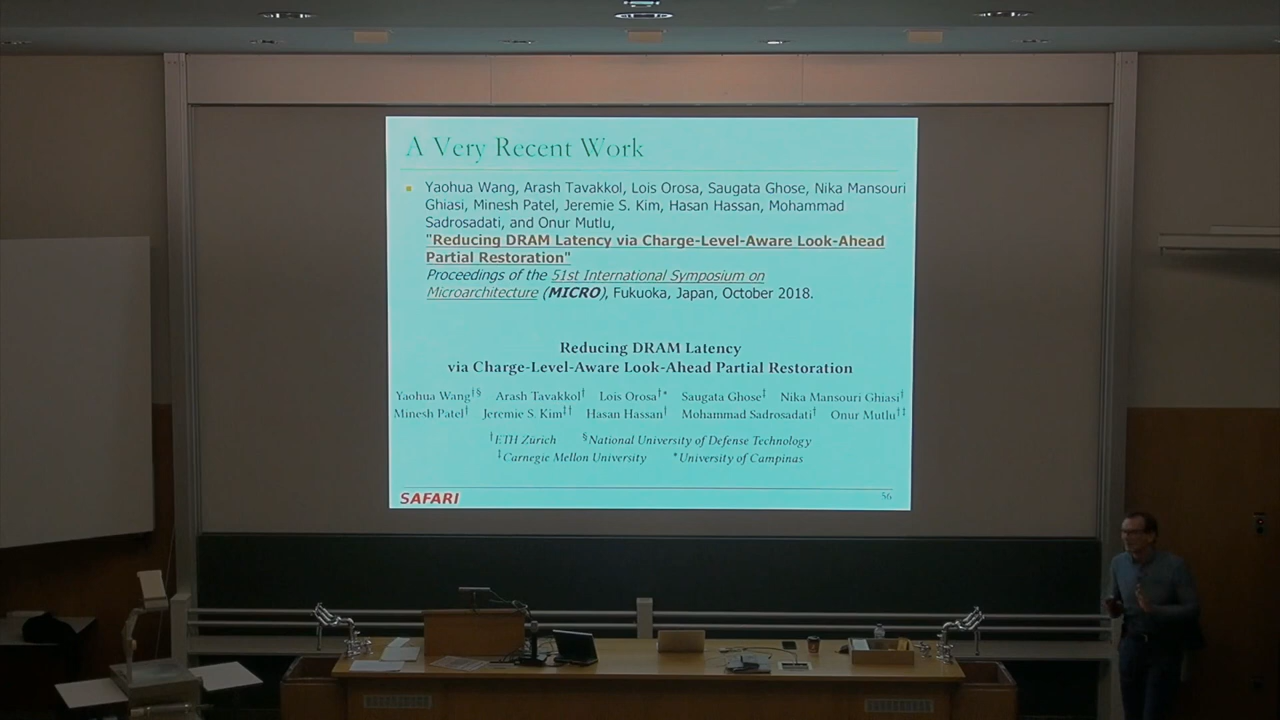 A Very Recent Work
Yaohua Wang, Arash Tavakkol, Lois Orosa, Saugata Ghose, Nika Mansouri
Ghiasi, Minesh Patel, Jeremie S. Kim, Hasan Hassan, Mohammad
Sadrosadati, and Onur Mutlu,
"Reducing DRAM Latency via Charge-Level-Aware Look-Ahead
Partial Restoration"
Proceedings of the 51st International Symposium on
Microarchitecture (MICRO), Fukuoka, Japan, October 2018.
Reducing DRAM Latency
via Charge-Level-Aware Look-Ahead Partial Restoration
Yaohua Wang†§ Arash Tavakkol† Lois Orosa†* Saugata Ghose‡ Nika Mansouri Ghiasi†
Minesh Patel† Jeremie S. Kim‡† Hasan Hassan† Mohammad Sadrosadati† Onur Mutlu†‡
†ETH Zürich §National University of Defense Technology
‡Carnegie Mellon University *University of Campinas
SAFARI
56